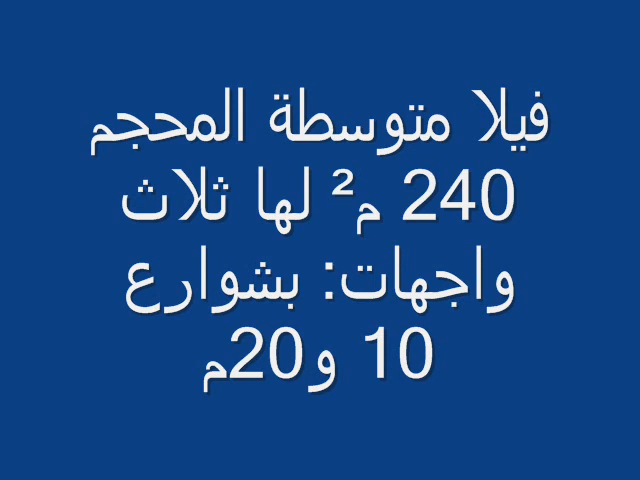 فيلا متوسطة المحجم
240 م² لها ثلاث
واجهات: بشوارع
10 و20م